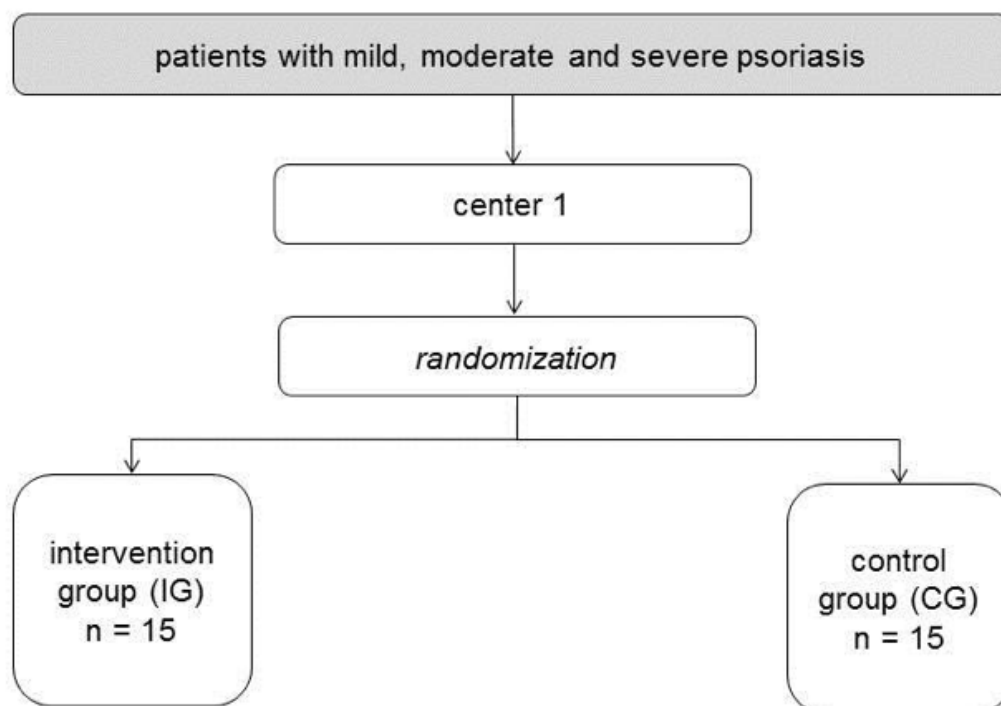 patients with mild, moderate and severe psoriasis
center 1
randomization
intervention
group (IG)
n = 15
control
group (CG)
n = 15